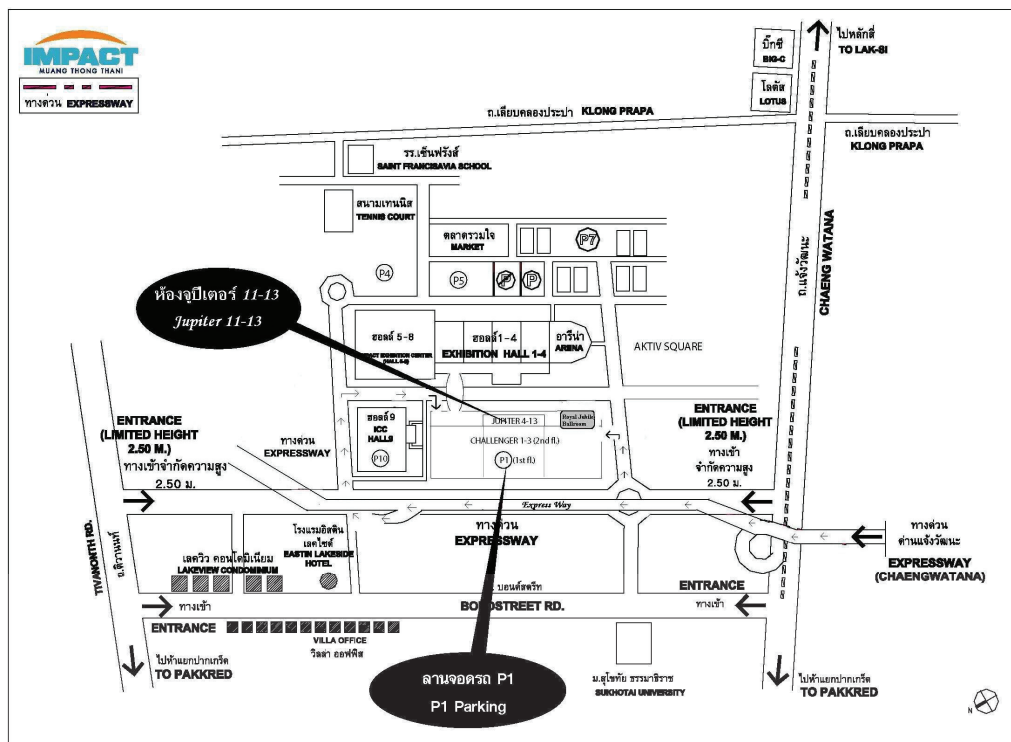 IMPACT
MUANG THONG THANI
ทางด่วน EXPRESSWAY
บิ๊กซี
BIG-C
โลตัส
LOTUS
ไปหลักสี่
TO LAK-SI
ถ.เลียบคลองประปา KLONG PRAPA
ถ.เลียบคลองประปา
KLONG PRAPA
รร.เซ็นฟรังส์
SAINT FRANCISAVIA SCHOOL
สนามเทนนิส
TENNIS COURT
ตลาดรวมใจ
MARKET
P7
P4
P5
P
P
ถ.แจ้งวัฒนะ
CHAENG WATANA
ห้องจูปิเตอร์ 11-13
Jupiter 11-13
ฮอลล์ 5-8
IMPACT EXHIBITION CENTER
(HALL 5-8)
ฮอลล์ 1-4
EXHIBITION HALL 1-4
อารีน่า
ARENA
AKTIV SQUARE
ฮอลล์ 9
ICC
HALL9
P10
JUPITER 4-13
Royal Jubilee
Ballroom
CHALLENGER 1-3 (2nd fl.)
P1 (1st fl.)
ENTRANCE
(LIMITED HEIGHT
2.50 M.)
ทางเข้าจำกัดความสูง
2.50 ม.
ทางด่วน
EXPRESSWAY
ENTRANCE
(LIMITED HEIGHT
2.50 M.)
ทางเข้า
จำกัดความสูง
2.50 ม.
Express Way
ทางด่วน
EXPRESSWAY
ทางด่วน
ด่านแจ้งวัฒนะ
EXPRESSWAY
(CHAENGWATANA)
TIVANONTH RD.
ถ.ติวานนท์
โรงแรมอิสติน
เลคไซด์
EASTIN LAKESIDE
HOTEL
เลควิว คอนโดมิเนียม
LAKEVIEW CONDOMINIUM
บอนด์สตรีท
BONDSTREET RD.
ทางเข้า
ENTRANCE
ENTRANCE
ทางเข้า
VILLA OFFICE
วิลล่า ออฟฟิส
ไปห้าแยกปากเกร็ด
TO PAKKRED
ลานจอดรถ P1
P1 Parking
ม.สุโขทัย ธรรมาธิราช
SUKHOTAI UNIVERSITY
ไปห้าแยกปากเกร็ด
TO PAKKRED
N